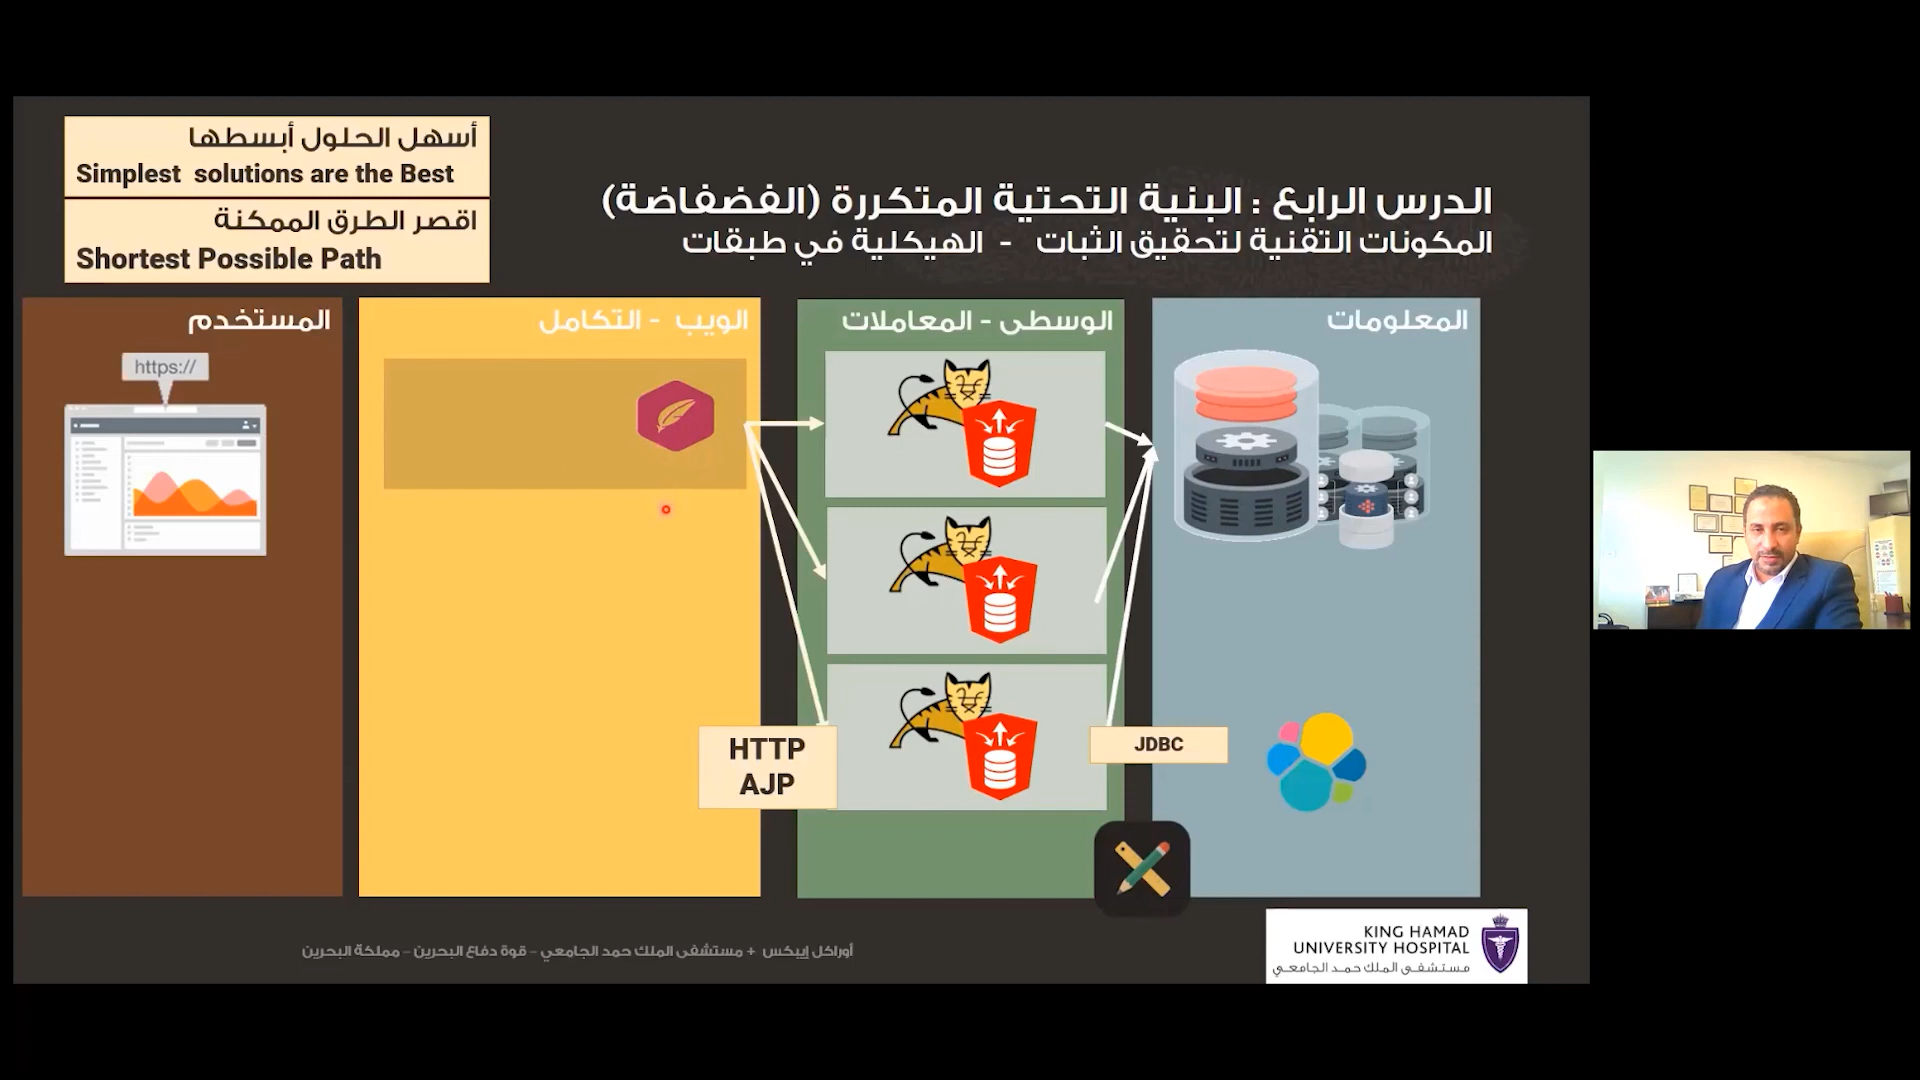 أسهل الحلول أبسطها
Simplest solutions are the Best
اقصر الطرق الممكنة
Shortest Possible Path
الدرس الرابع : البنية التحتية المتكررة (الفضفاضة)
المكونات التقنية لتحقيق الثبات - الهيكلية في طبقات
المستخدم
الويب - التكامل
الوسطى - المعاملات
المعلومات
https://
HTTP
AJP
JDBC
أوراكل إيبكس + مستشفى الملك حمد الجامعي – قوة دفاع البحرين – مملكة البحرين
KING HAMAD
UNIVERSITY HOSPITAL
مستشفى الملك حمد الجامعي